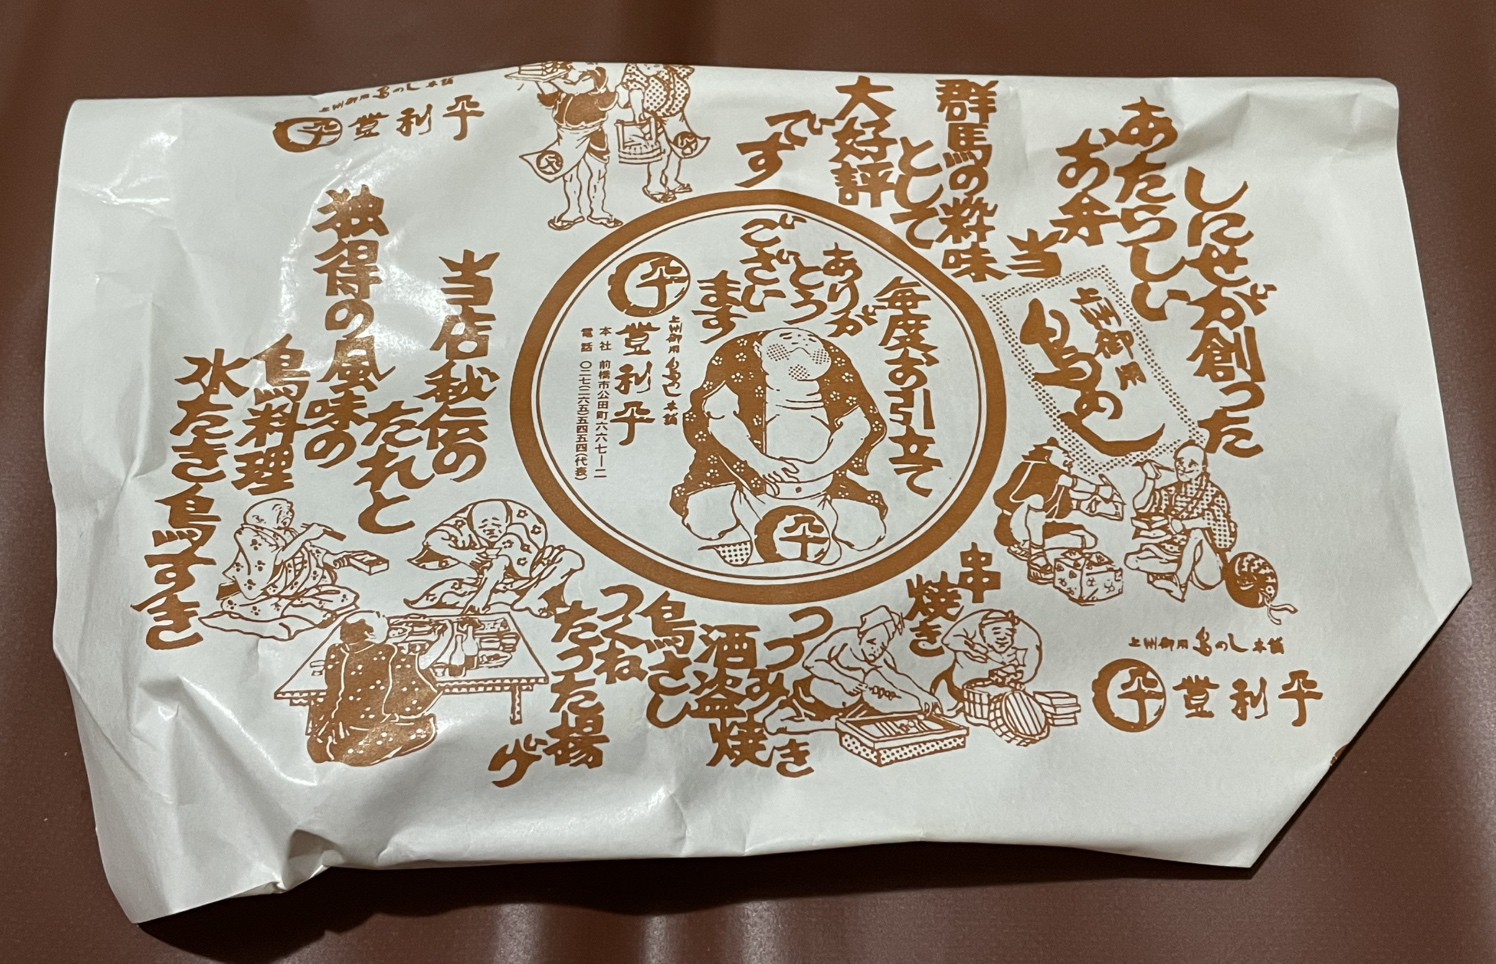 しにせが創った
あたらしい
お弁当
上州御用
鳥めし
群馬の粋味
として
大好評
です
毎度お引立て
ありがとう
ござい
ます
上州御用 鳥めし 本舗
登利平
本社 前橋市公田町六六七ー二
電話 〇二七(二六五)五四五四(代表)
上州御用 鳥めし 本舗
登利平
当店秘伝の
たれと
独得の風味の
鳥料理
水たき鳥すき
串焼き
つつみ焼き
酒盗焼
鳥さし
つくね
たつた揚げ
上州御用 鳥めし 本舗
登利平